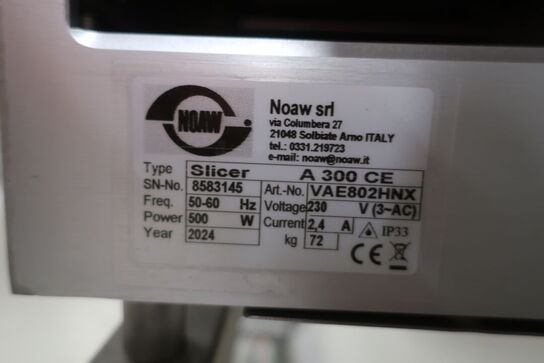 NOAW
Noaw srl
via Columbera 27
21048 Solbiate Arno ITALY
tel.: 0331.219723
e-mail: noaw@noaw.it
Type Slicer A 300 CE
SN-No. 8583145 Art.-No. VAE802HNX
Freq. 50-60 Hz Voltage 230 V (3~AC)
Power 500 W Current 2,4 A IP33
Year 2024 kg 72
CE